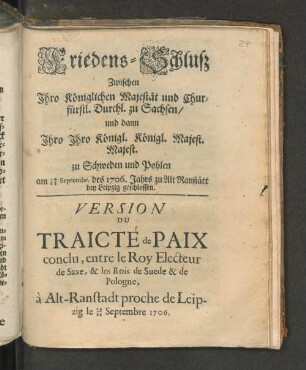 Friedens-Schluß
Zwischen
Ihro Königlichen Majestät und Chur-
fürstl. Durchl. zu Sachsen/
und dann
Ihro Ihro Königl. Königl. Majest.
Majest.
zu Schweden und Pohlen
am Septembr. des 1706. Jahrs zu Alt Ranstätt
bey Leipzig geschlossen.
VERSION
DU
TRAICTÉ de PAIX
conclu, entre le Roy Electeur
de Saxe, & les Rois de Suede & de
Pologne,
à Alt-Ranstadt proche de Leip-
zig le Septembre 1706.